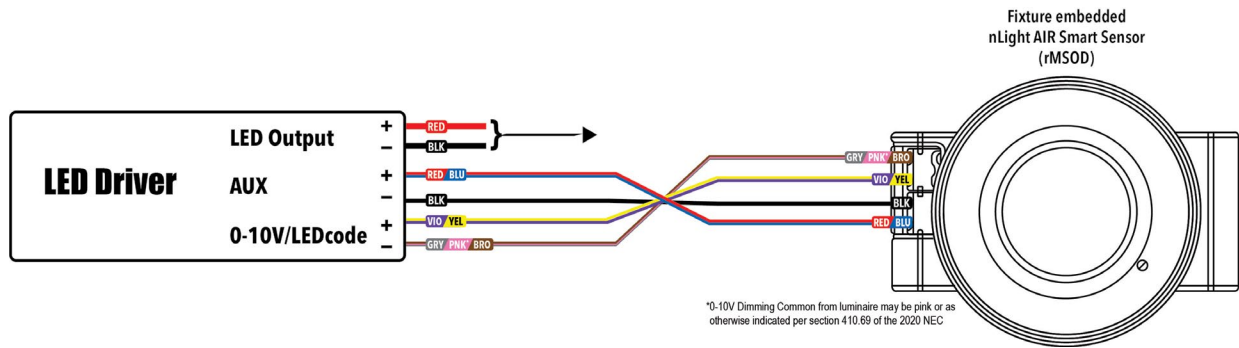 Fixture embedded
nLight AIR Smart Sensor
(rMSOD)
LED Driver
LED Output
+
−
AUX
+
−
0-10V/LEDcode
+
−
RED
BLK
RED BLU
BLK
VIO YEL
GRY PNK* BRO
GRY PNK* BRO
VIO YEL
BLK
RED BLU
*0-10V Dimming Common from luminaire may be pink or as
otherwise indicated per section 410.69 of the 2020 NEC